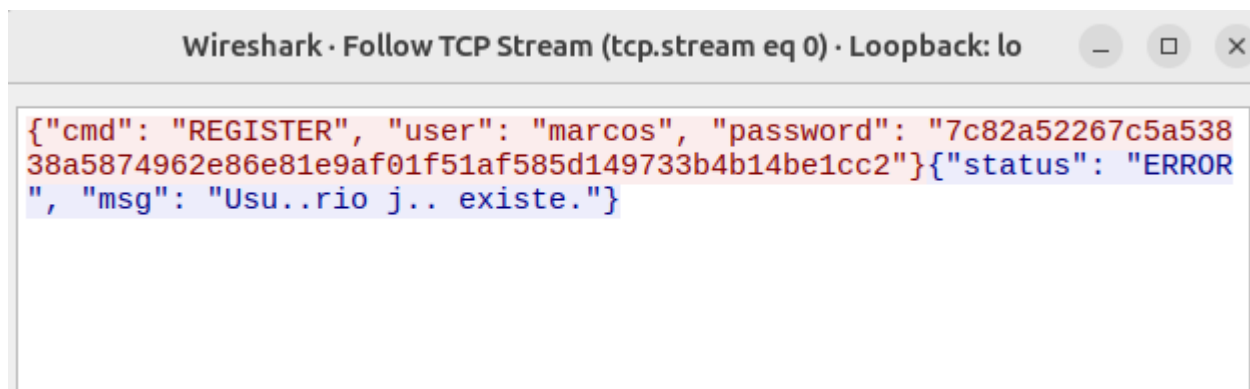 Wireshark · Follow TCP Stream (tcp.stream eq 0) · Loopback: lo
{"cmd": "REGISTER", "user": "marcos", "password": "7c82a52267c5a538
38a5874962e86e81e9af01f51af585d149733b4b14be1cc2"}{"status": "ERROR
", "msg": "Usu..rio j.. existe."}